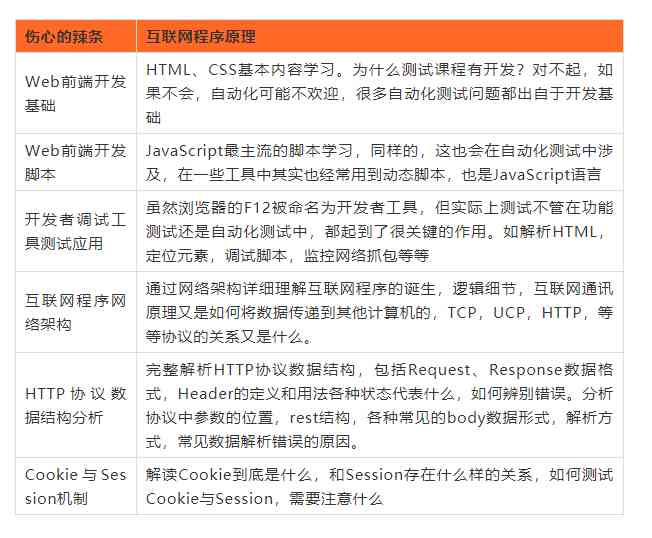 伤心的辣条 互联网程序原理
Web前端开发
基础
HTML、CSS基本内容学习。为什么测试课程有开发？对不起，如
果不会，自动化可能不欢迎，很多自动化测试问题都出自于开发基
础
Web前端开发
脚本
JavaScript最主流的脚本学习，同样的，这也会在自动化测试中涉
及，在一些工具中其实也经常用到动态脚本，也是JavaScript语言
开发者调试工
具测试应用
虽然浏览器的F12被命名为开发者工具，但实际上测试不管在功能
测试还是自动化测试中，都起到了很关键的作用。如解析HTML，
定位元素，调试脚本，监控网络抓包等等
互联网程序网
络架构
通过网络架构详细理解互联网程序的诞生，逻辑细节，互联网通讯
原理又是如何将数据传递到其他计算机的，TCP，UCP，HTTP，等
等协议的关系又是什么。
HTTP协议数
据结构分析
完整解析HTTP协议数据结构，包括Request、Response数据格
式，Header的定义和用法各种状态代表什么，如何辨别错误。分析
协议中参数的位置，rest结构，各种常见的body数据形式，解析方
式，常见数据解析错误的原因。
Cookie与Ses
sion机制
解读Cookie到底是什么，和Session存在什么样的关系，如何测试
Cookie与Session，需要注意什么